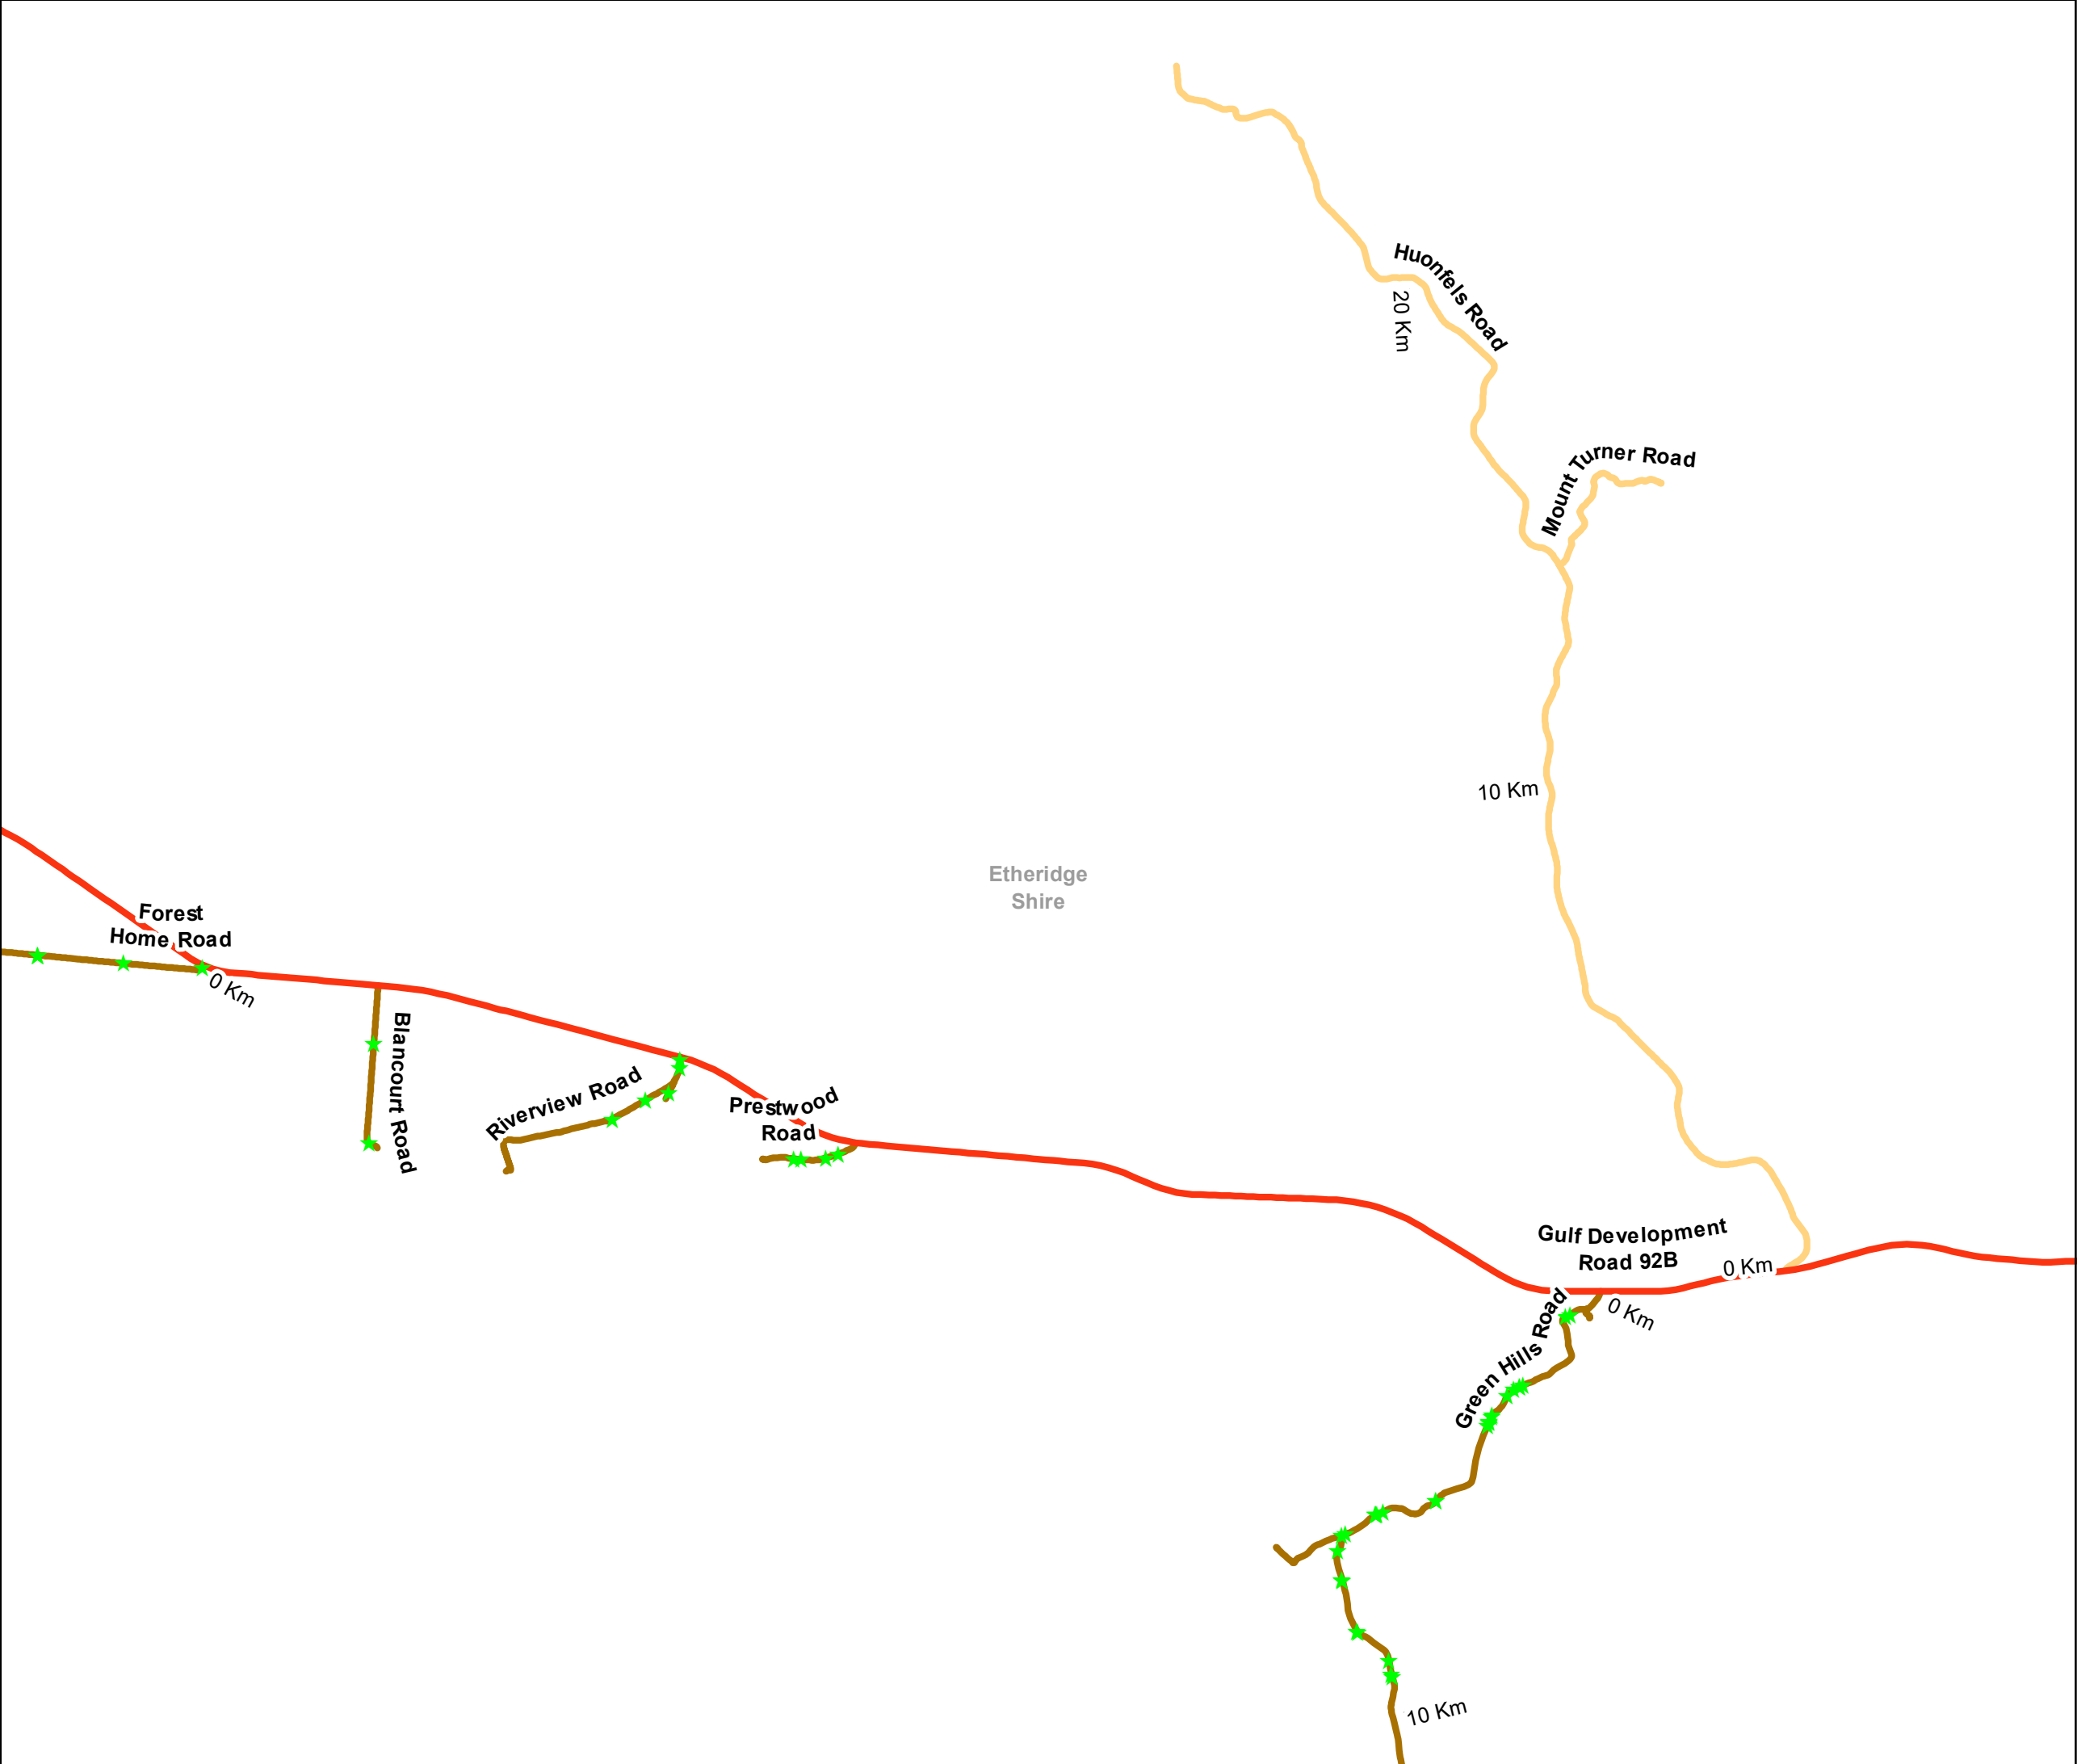 Huonfels Road
20 Km
Mount Turner Road
10 Km
Etheridge
Shire
Forest
Home Road
0 Km
Blancourt Road
Riverview Road
Prestwood
Road
Gulf Development
Road 92B
0 Km
0 Km
Green Hills Road
10 Km